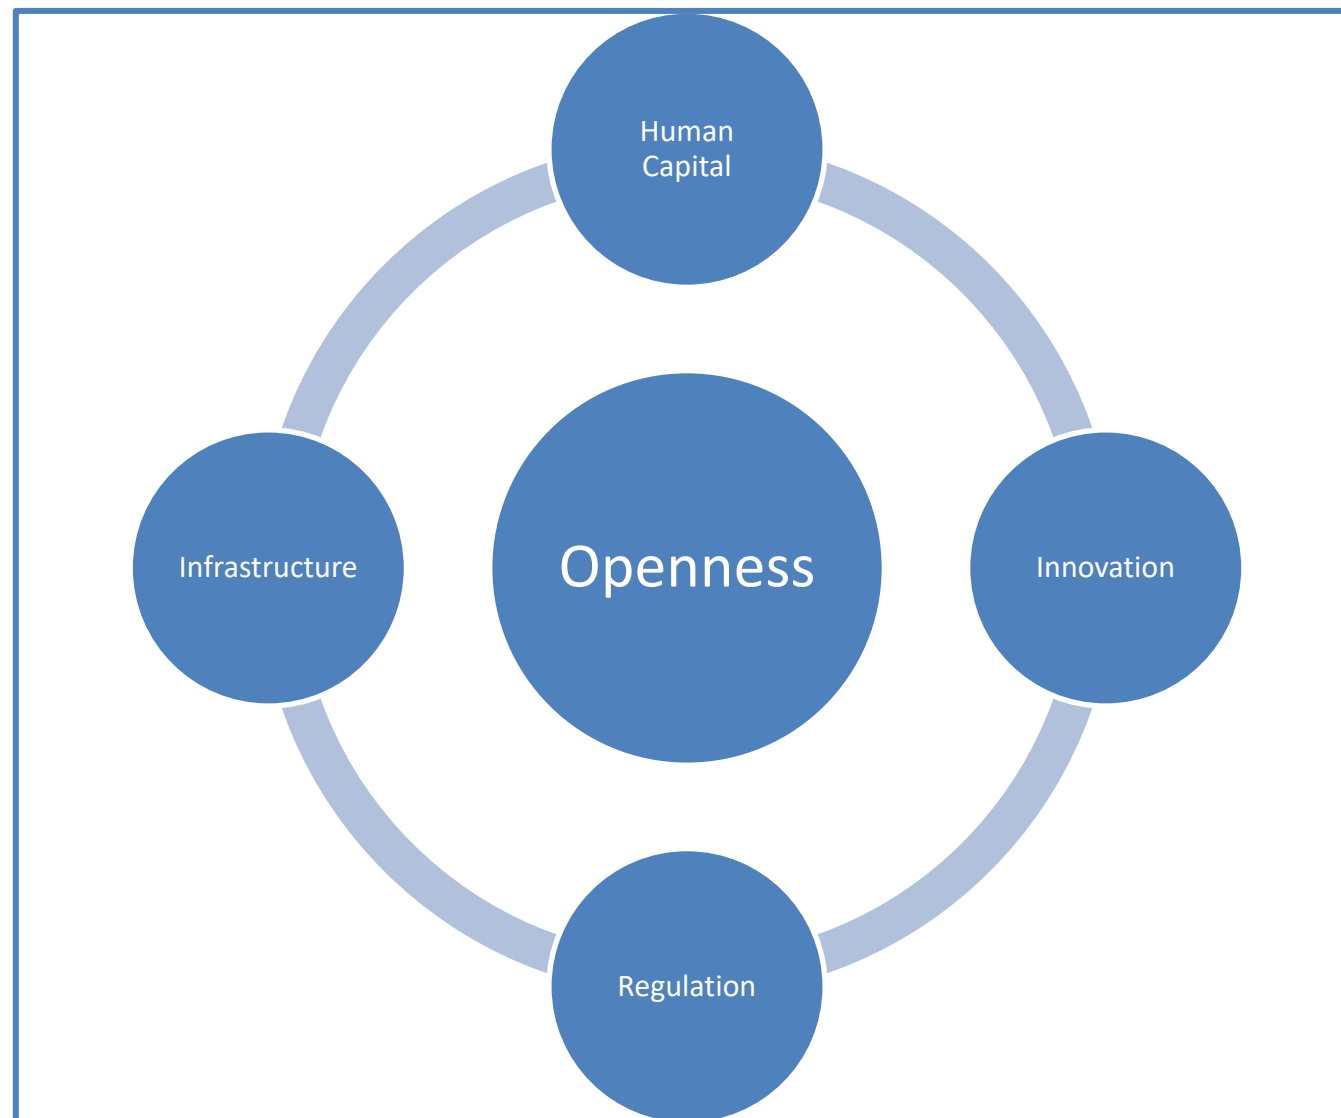 Human
Capital
Infrastructure
Openness
Innovation
Regulation